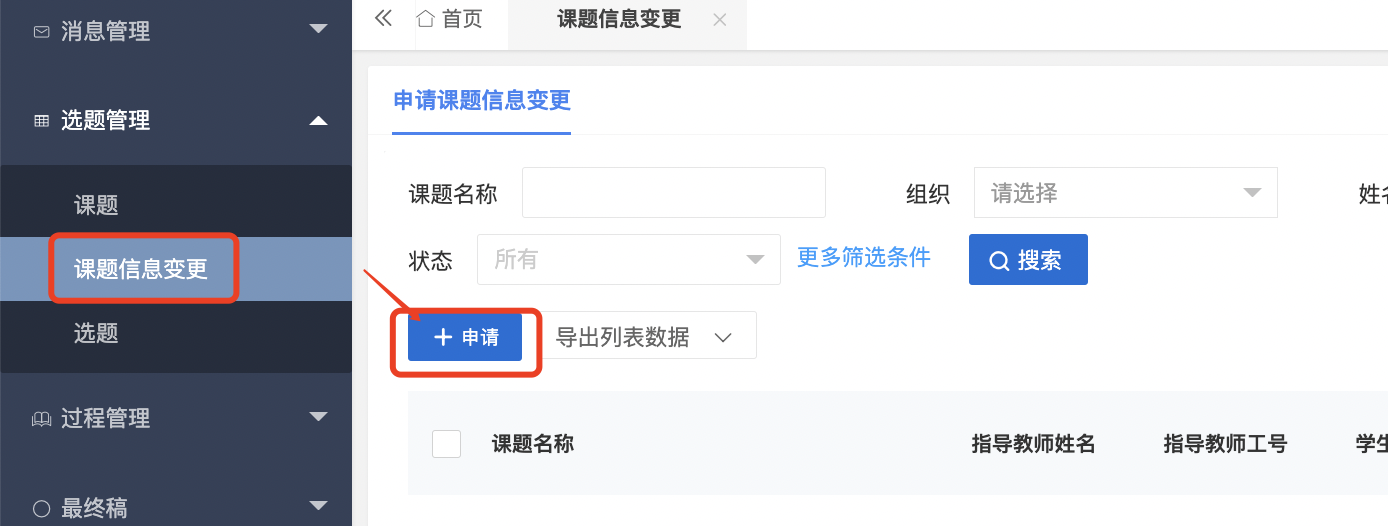 消息管理
选题管理
课题
课题信息变更
选题
过程管理
最终稿
首页
课题信息变更
申请课题信息变更
课题名称
组织
请选择
姓名
状态
所有
更多筛选条件
搜索
申请
导出列表数据
课题名称
指导教师姓名
指导教师工号
学生